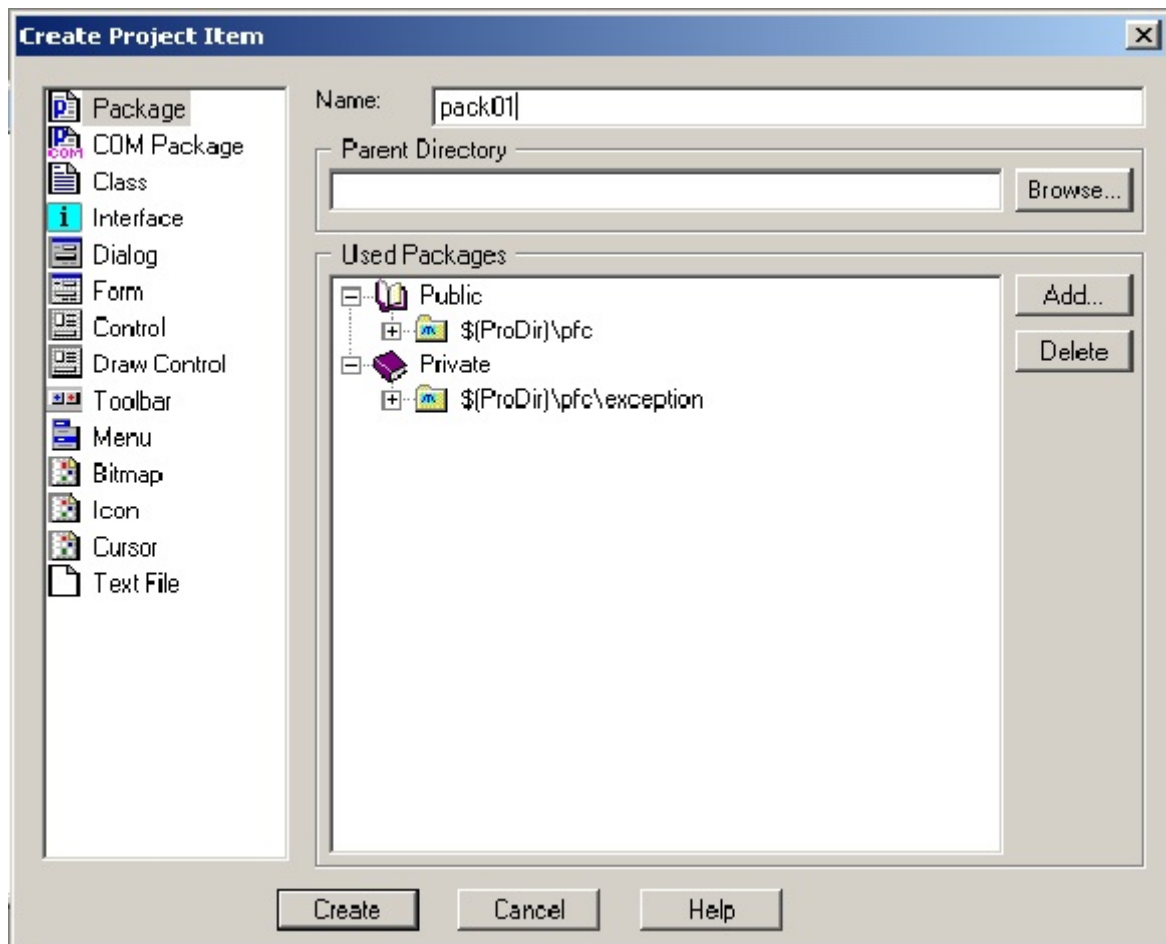 Create Project Item
Package
COM Package
Class
Interface
Dialog
Form
Control
Draw Control
Toolbar
Menu
Bitmap
Icon
Cursor
Text File
Name: pack01
Parent Directory
Browse...
Used Packages
Public
$(ProDir)\pfc
Private
$(ProDir)\pfc\exception
Add...
Delete
Create Cancel Help